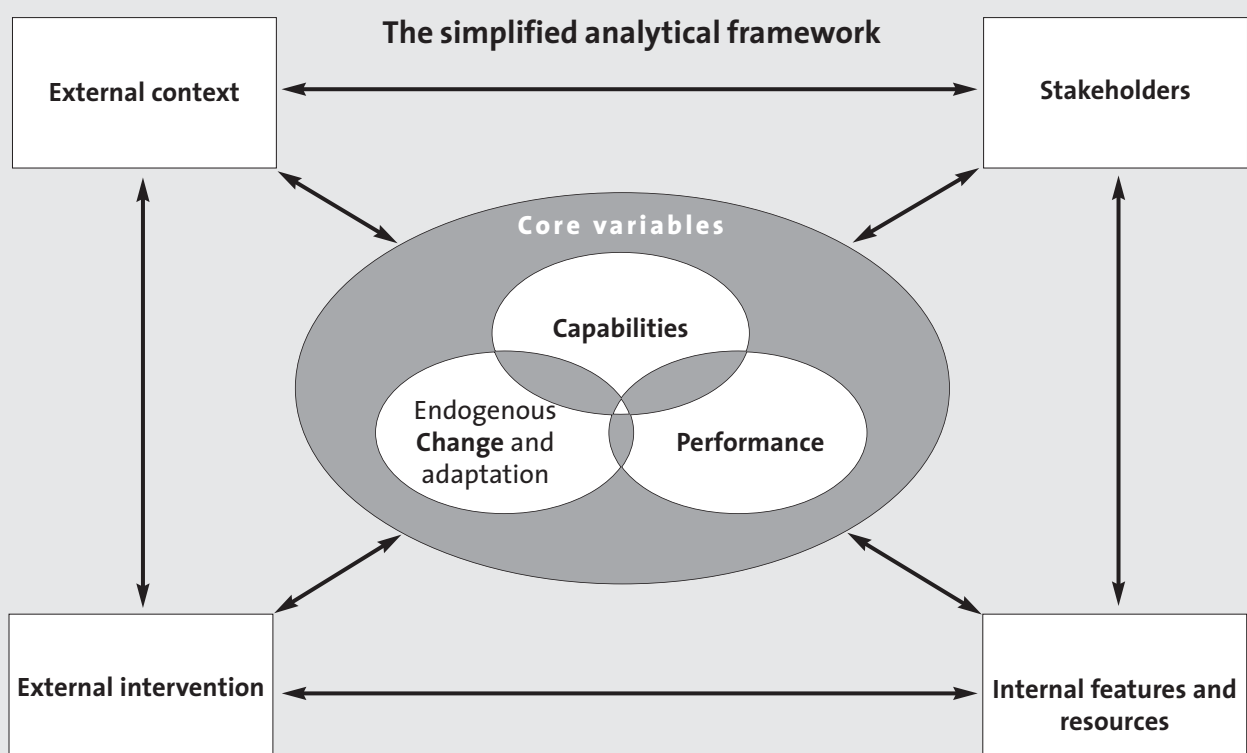 The simplified analytical framework
External context
Stakeholders
Core variables
Capabilities
Endogenous
Change and
adaptation
Performance
External intervention
Internal features and
resources